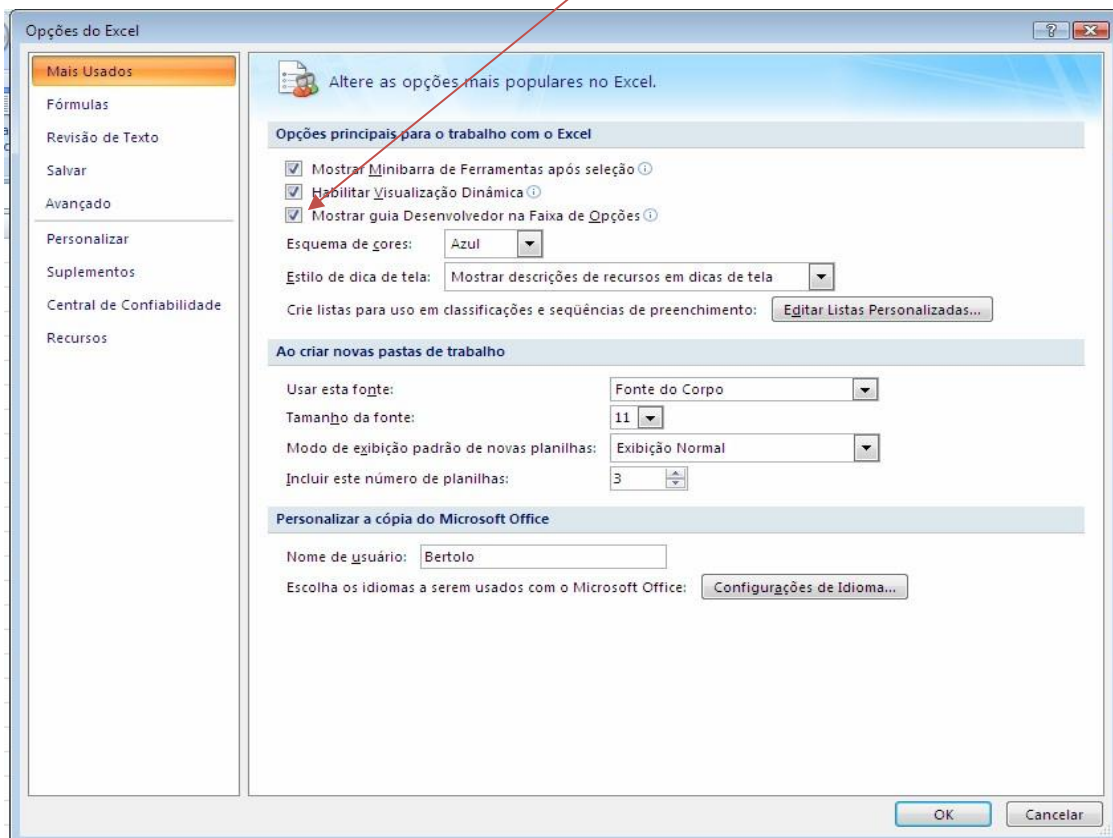 Opções do Excel
Mais Usados
Fórmulas
Revisão de Texto
Salvar
Avançado
Personalizar
Suplementos
Central de Confiabilidade
Recursos
Altere as opções mais populares no Excel.
Opções principais para o trabalho com o Excel
Mostrar Minibarra de Ferramentas após seleção
Habilitar Visualização Dinâmica
Mostrar guia Desenvolvedor na Faixa de Opções
Esquema de cores: Azul
Estilo de dica de tela: Mostrar descrições de recursos em dicas de tela
Crie listas para uso em classificações e seqüências de preenchimento: Editar Listas Personalizadas...
Ao criar novas pastas de trabalho
Usar esta fonte: Fonte do Corpo
Tamanho da fonte: 11
Modo de exibição padrão de novas planilhas: Exibição Normal
Incluir este número de planilhas: 3
Personalizar a cópia do Microsoft Office
Nome de usuário: Bertolo
Escolha os idiomas a serem usados com o Microsoft Office: Configurações de Idioma...
OK Cancelar